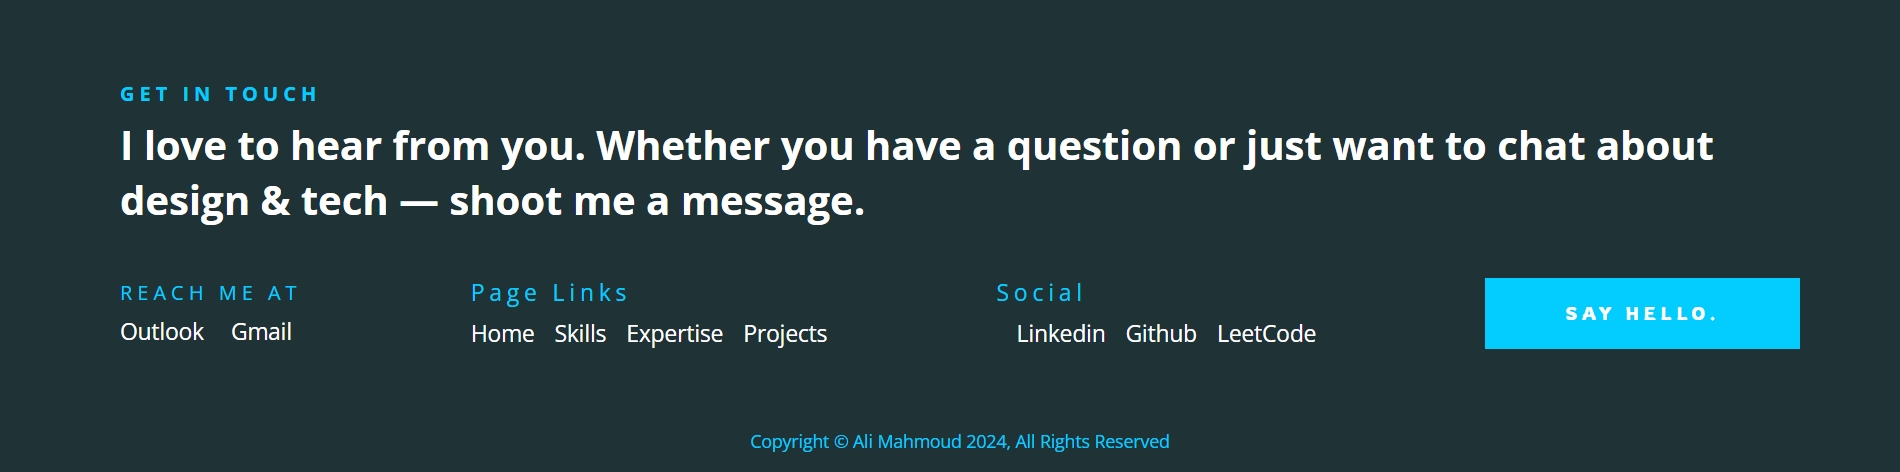 GET IN TOUCH
I love to hear from you. Whether you have a question or just want to chat about
design & tech — shoot me a message.
REACH ME AT
Outlook Gmail
Page Links
Home Skills Expertise Projects
Social
Linkedin Github LeetCode
SAY HELLO.
Copyright © Ali Mahmoud 2024, All Rights Reserved